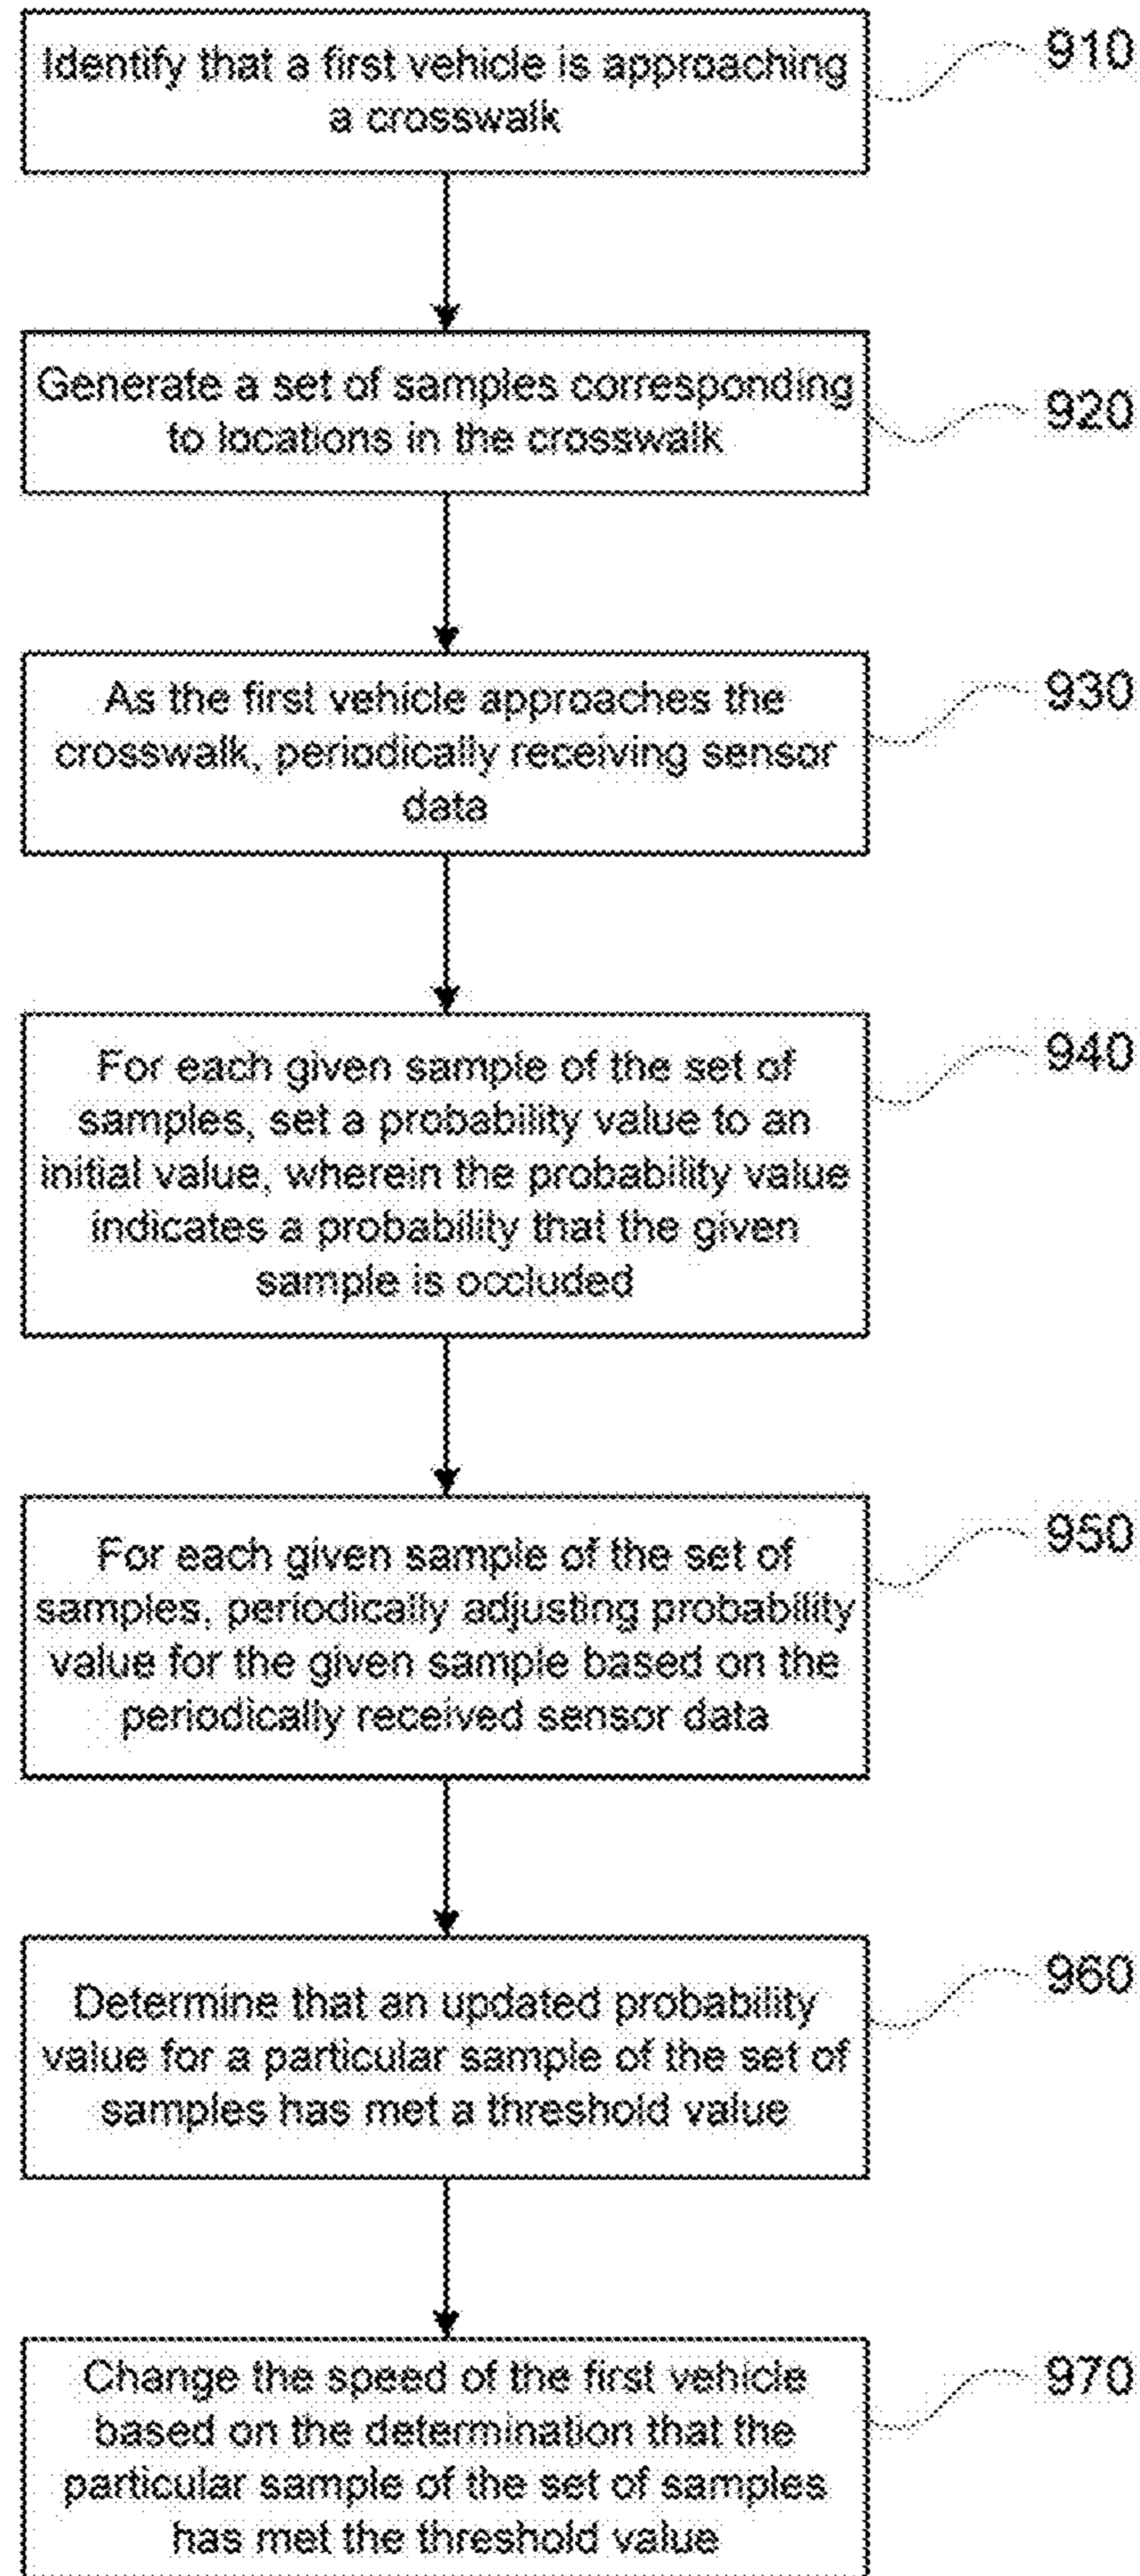 Identify that a first vehicle is approaching
a crosswalk
910
Generate a set of samples corresponding
to locations in the crosswalk
920
As the first vehicle approaches the
crosswalk, periodically receiving sensor
data
930
For each given sample of the set of
samples, set a probability value to an
initial value, wherein the probability value
indicates a probability that the given
sample is occluded
940
For each given sample of the set of
samples, periodically adjusting probability
value for the given sample based on the
periodically received sensor data
950
Determine that an updated probability
value for a particular sample of the set of
samples has met a threshold value
960
Change the speed of the first vehicle
based on the determination that the
particular sample of the set of samples
has met the threshold value
970